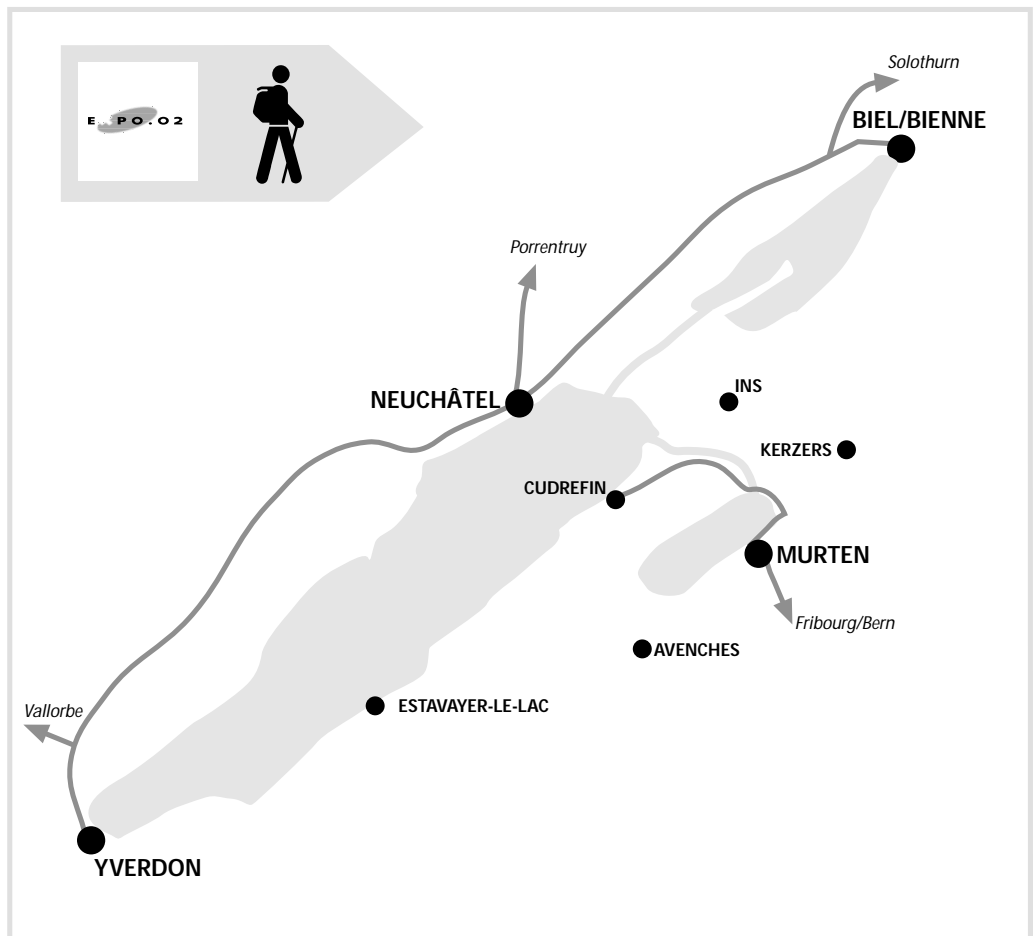 E PO.02
Solothurn
BIEL/BIENNE
Porrentruy
NEUCHÂTEL
INS
KERZERS
CUDREFIN
MURTEN
Fribourg/Bern
AVENCHES
ESTAVAYER-LE-LAC
Vallorbe
YVERDON